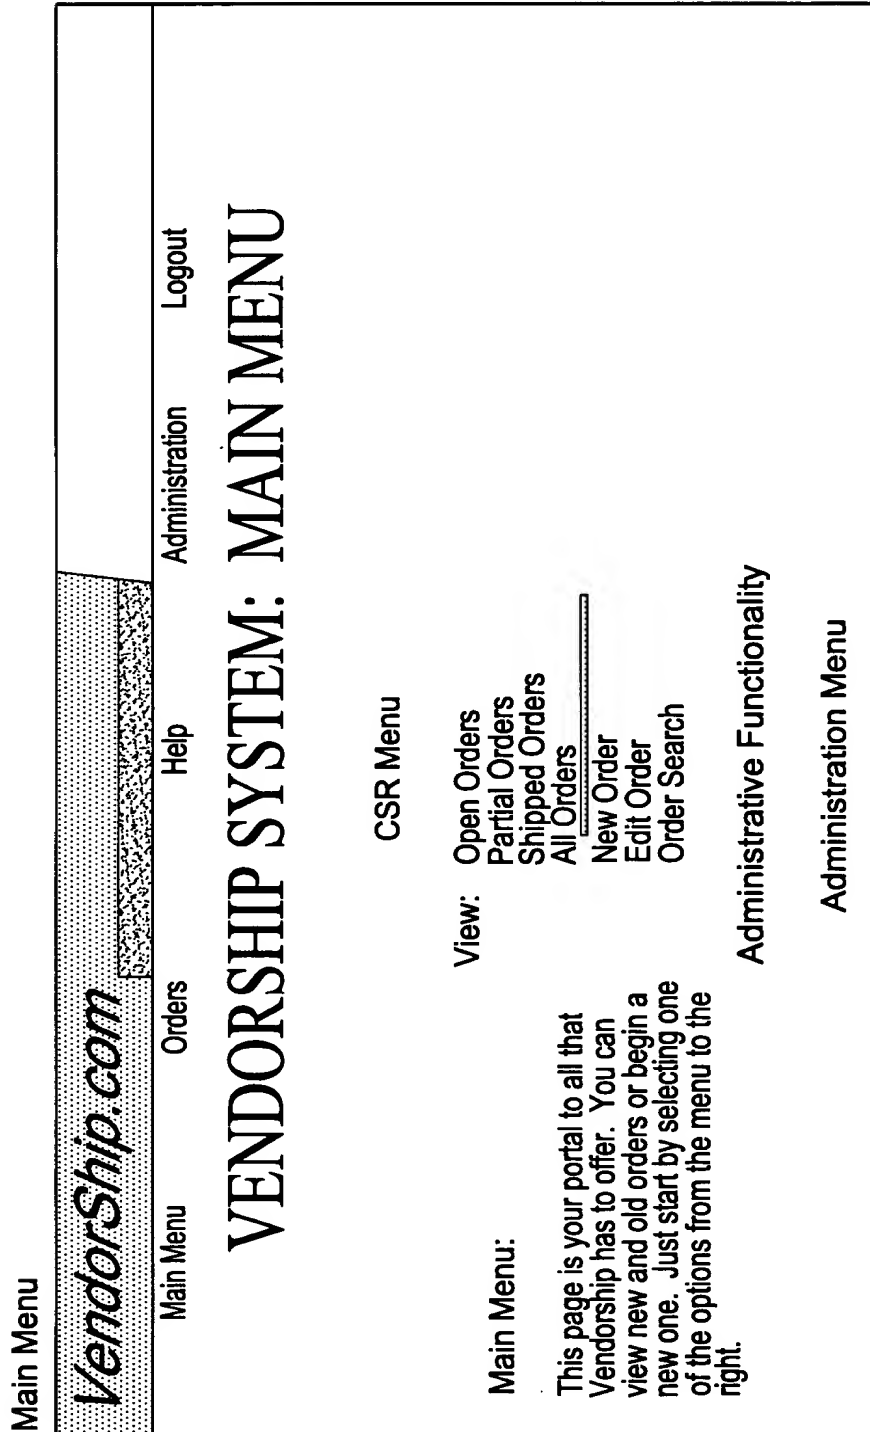 Main Menu
VendorShip.com
Main Menu Orders Help Administration Logout
VENDORSHIP SYSTEM: MAIN MENU
Main Menu:
This page is your portal to all that
Vendorship has to offer. You can
view new and old orders or begin a
new one. Just start by selecting one
of the options from the menu to the
right.
CSR Menu
View: Open Orders
Partial Orders
Shipped Orders
All Orders
New Order
Edit Order
Order Search
Administrative Functionality
Administration Menu